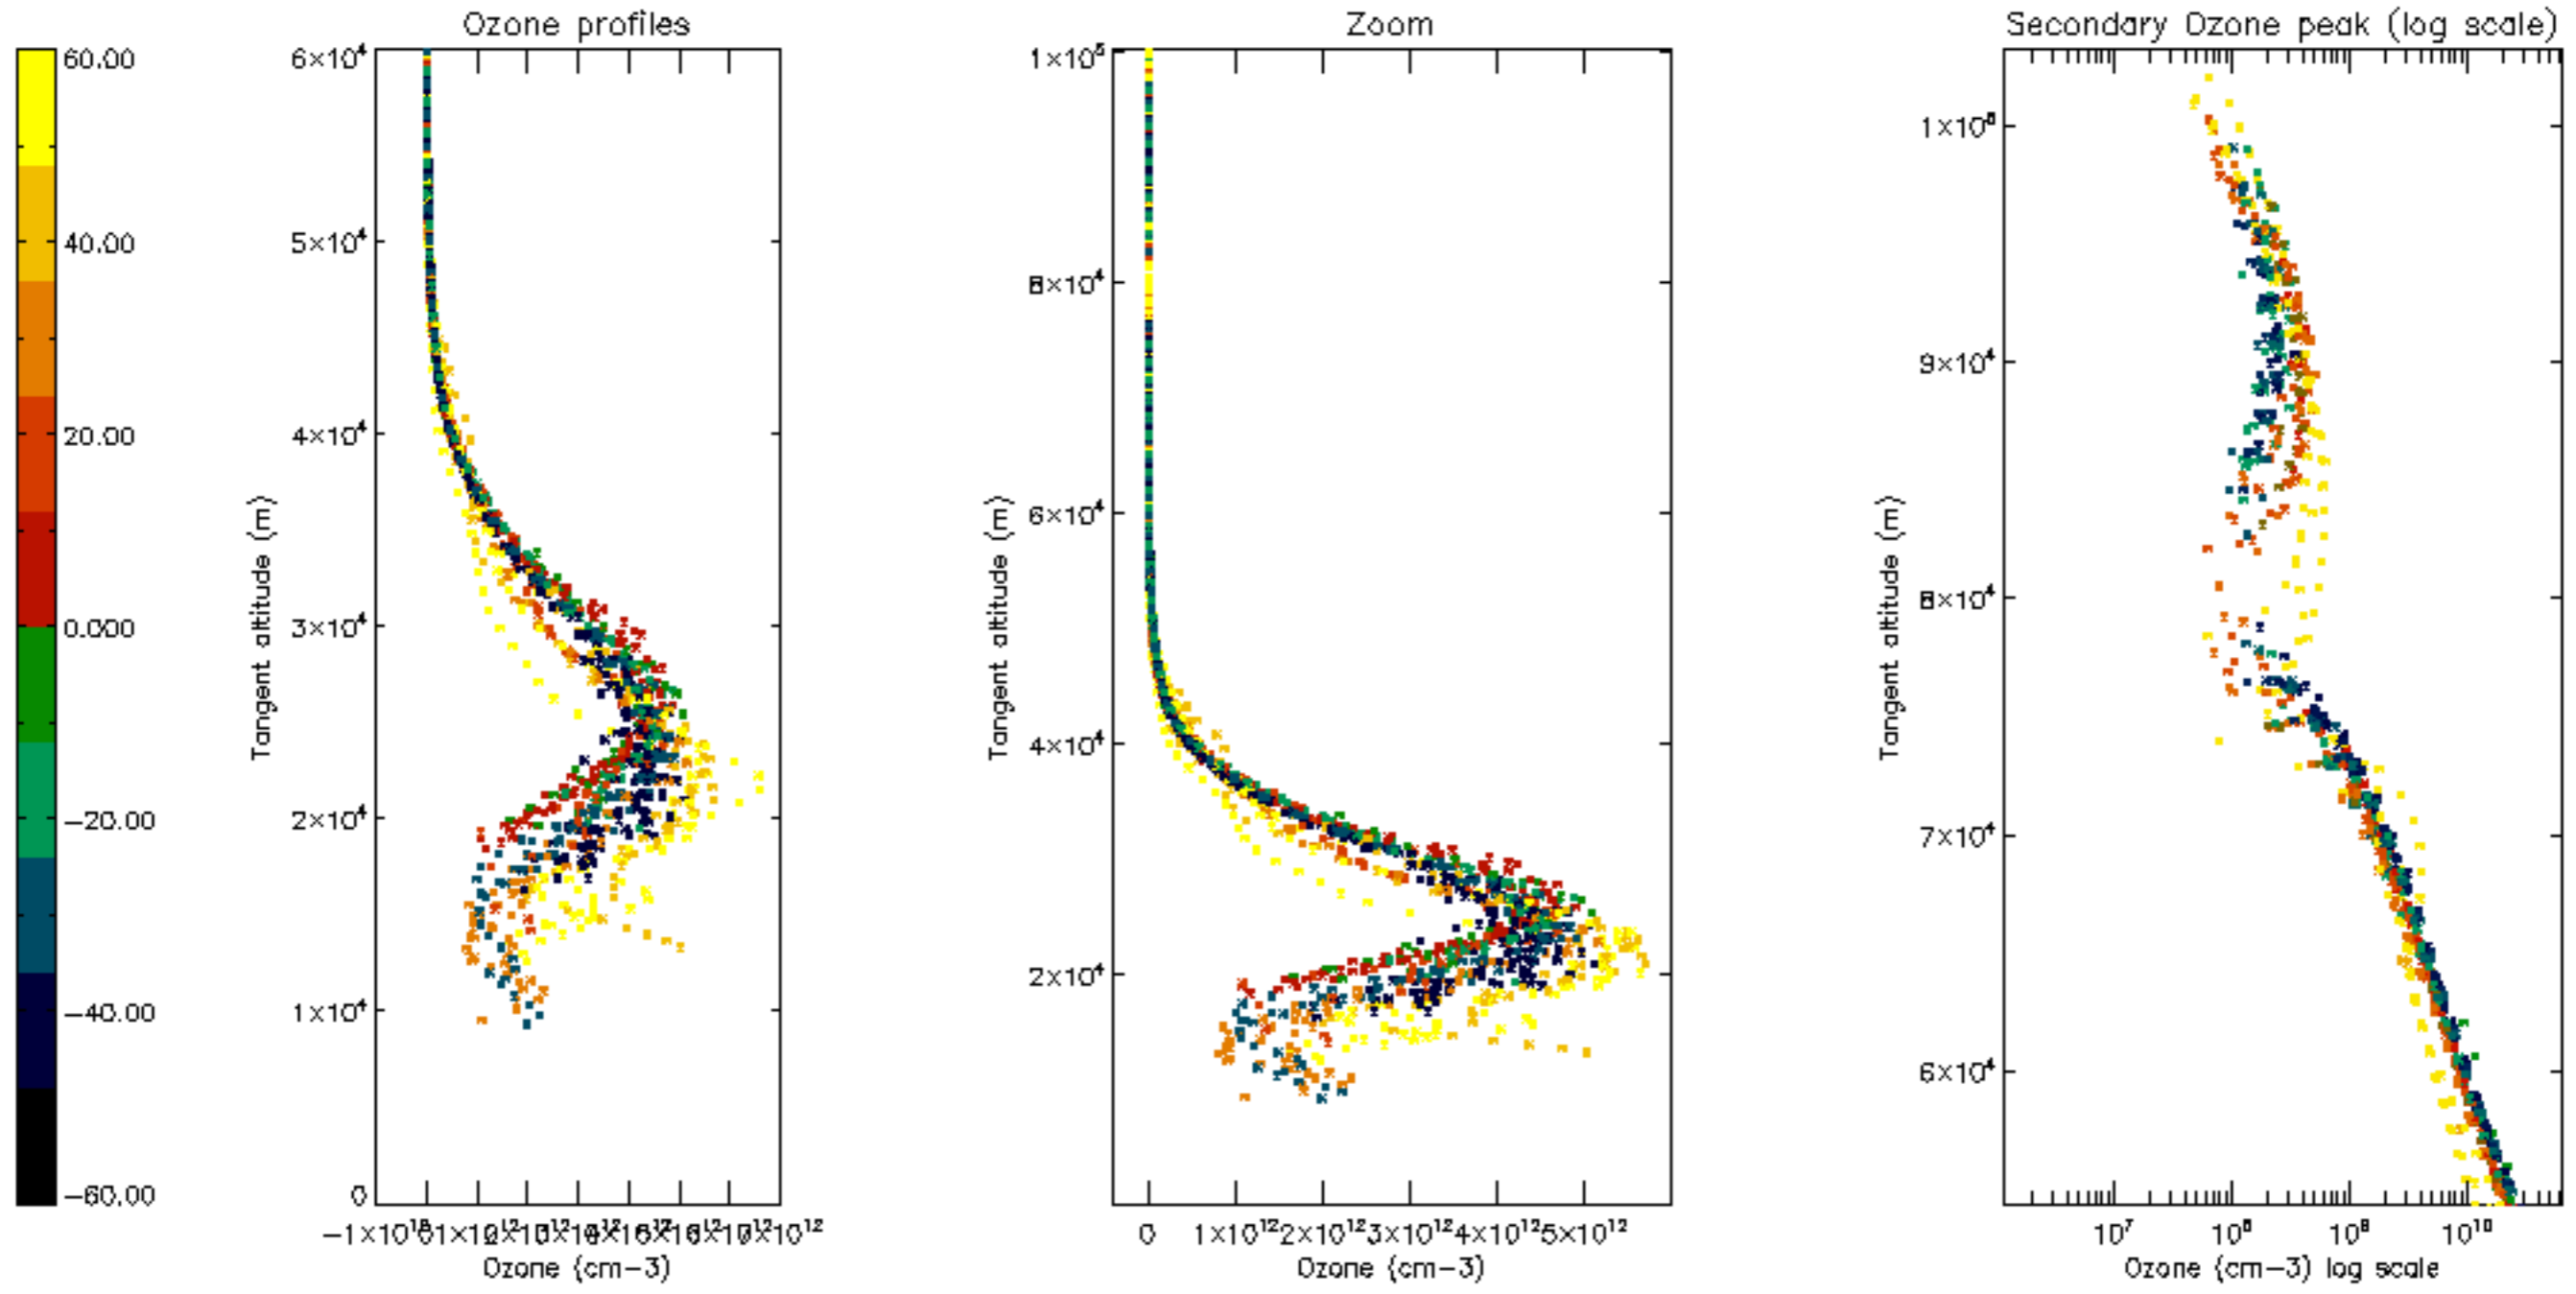 Ozone profiles
Zoom
Secondary Ozone peak (log scale)
60.00
40.00
20.00
0.000
−20.00
−40.00
−60.00
Tangent altitude (m)
6×10⁴
5×10⁴
4×10⁴
3×10⁴
2×10⁴
1×10⁴
0
Ozone (cm−3)
Tangent altitude (m)
1×10⁵
8×10⁴
6×10⁴
4×10⁴
2×10⁴
0 1×10¹² 2×10¹² 3×10¹² 4×10¹² 5×10¹²
Ozone (cm−3)
Tangent altitude (m)
1×10⁵
9×10⁴
8×10⁴
7×10⁴
6×10⁴
10⁷ 10⁸ 10⁹ 10¹⁰
Ozone (cm−3) log scale